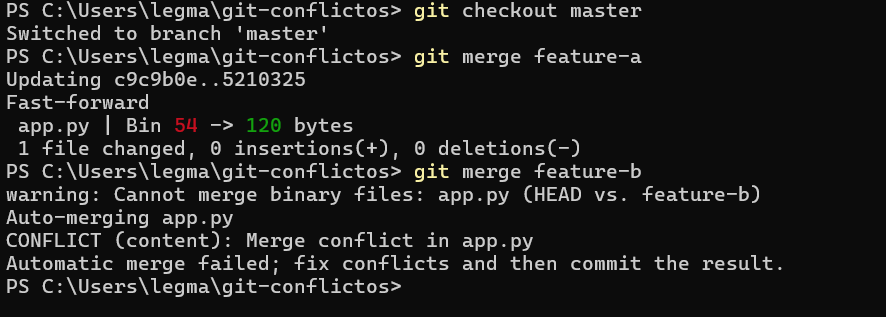 PS C:\Users\legma\git-conflictos> git checkout master
Switched to branch 'master'
PS C:\Users\legma\git-conflictos> git merge feature-a
Updating c9c9b0e..5210325
Fast-forward
 app.py | Bin 54 -> 120 bytes
 1 file changed, 0 insertions(+), 0 deletions(-)
PS C:\Users\legma\git-conflictos> git merge feature-b
warning: Cannot merge binary files: app.py (HEAD vs. feature-b)
Auto-merging app.py
CONFLICT (content): Merge conflict in app.py
Automatic merge failed; fix conflicts and then commit the result.
PS C:\Users\legma\git-conflictos>